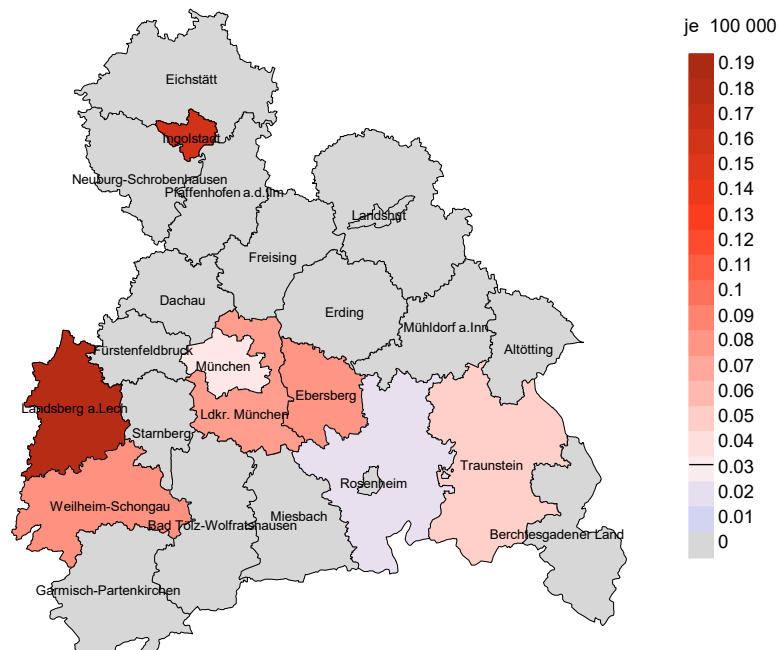 je 100 000
Eichstätt
Ingolstadt
Neuburg-Schrobenhausen
Pfaffenhofen a.d.Ilm
Landshut
Freising
Dachau
Erding
Mühldorf a.Inn
Altötting
Fürstenfeldbruck
München
Ebersberg
Landsberg a.Lech
Ldkr. München
Starnberg
Traunstein
Rosenheim
Weilheim-Schongau
Miesbach
Bad Tölz-Wolfratshausen
Berchtesgadener Land
Garmisch-Partenkirchen
0.19
0.18
0.17
0.16
0.15
0.14
0.13
0.12
0.11
0.1
0.09
0.08
0.07
0.06
0.05
0.04
0.03
0.02
0.01
0